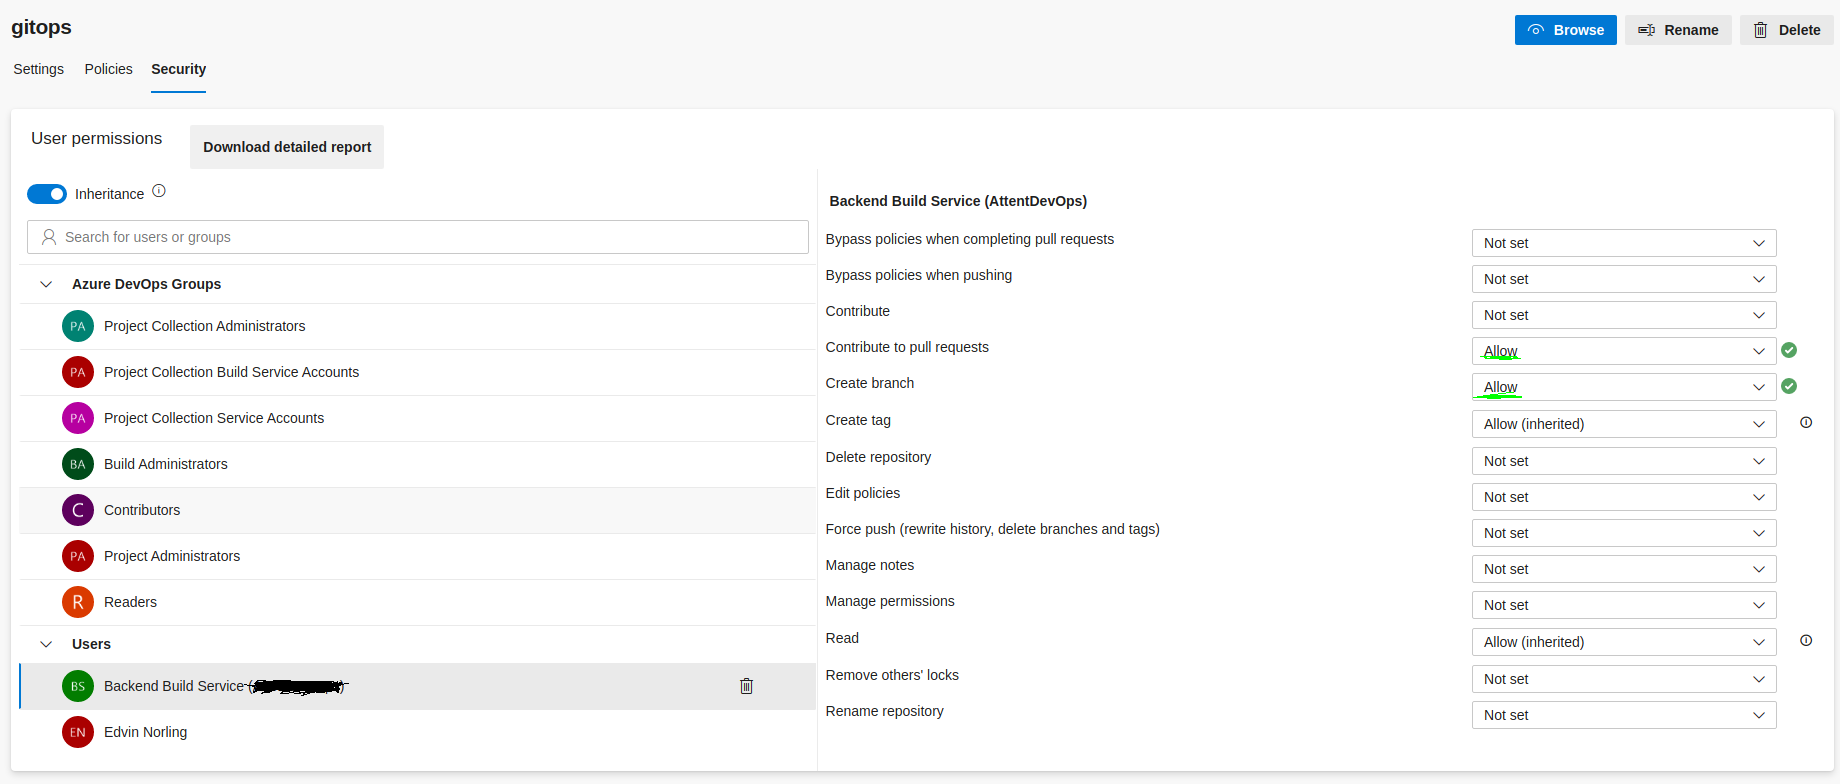 gitops
Browse
Rename
Delete
Settings
Policies
Security
User permissions
Download detailed report
Inheritance
Search for users or groups
Azure DevOps Groups
PA Project Collection Administrators
PA Project Collection Build Service Accounts
PA Project Collection Service Accounts
BA Build Administrators
C Contributors
PA Project Administrators
R Readers
Users
BS Backend Build Service (
EN Edvin Norling
Backend Build Service (AttentDevOps)
Bypass policies when completing pull requests Not set
Bypass policies when pushing Not set
Contribute Not set
Contribute to pull requests Allow
Create branch Allow
Create tag Allow (inherited)
Delete repository Not set
Edit policies Not set
Force push (rewrite history, delete branches and tags) Not set
Manage notes Not set
Manage permissions Not set
Read Allow (inherited)
Remove others' locks Not set
Rename repository Not set